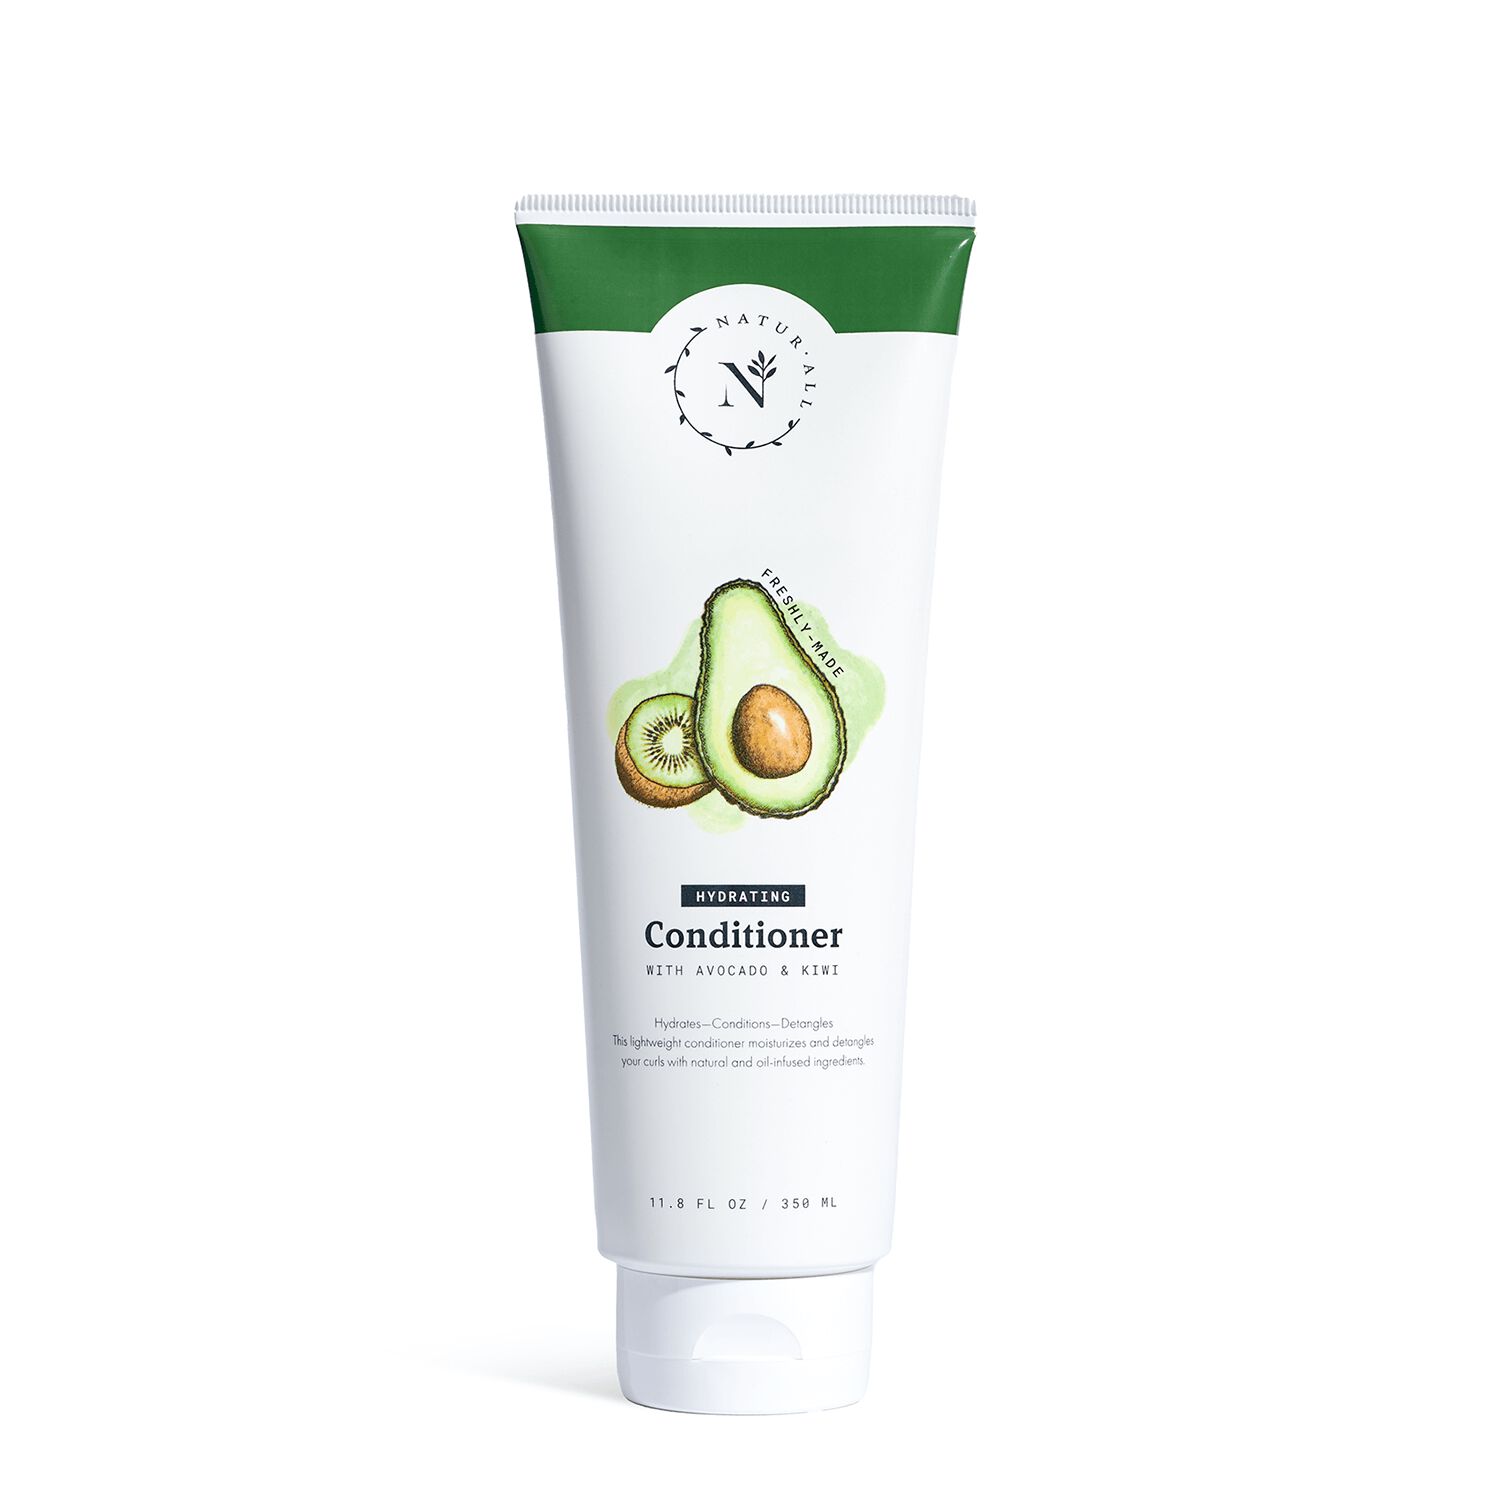 NATUR·ALL
N
FRESHLY-MADE
HYDRATING
Conditioner
WITH AVOCADO & KIWI
Hydrates—Conditions—Detangles
This lightweight conditioner moisturizes and detangles
your curls with natural and oil-infused ingredients.
11.8 FL OZ / 350 ML